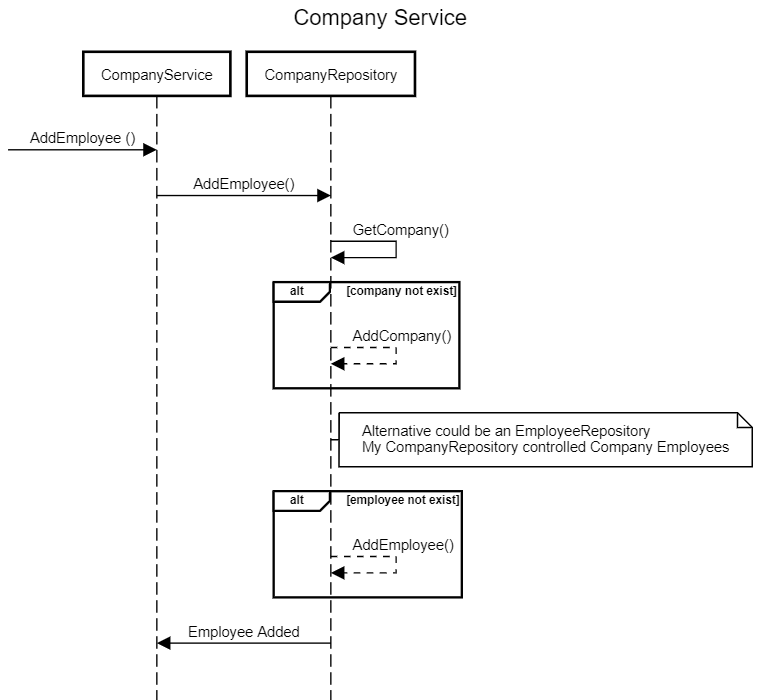 Company Service
CompanyService
CompanyRepository
AddEmployee ()
AddEmployee()
GetCompany()
alt
[company not exist]
AddCompany()
Alternative could be an EmployeeRepository
My CompanyRepository controlled Company Employees
alt
[employee not exist]
AddEmployee()
Employee Added